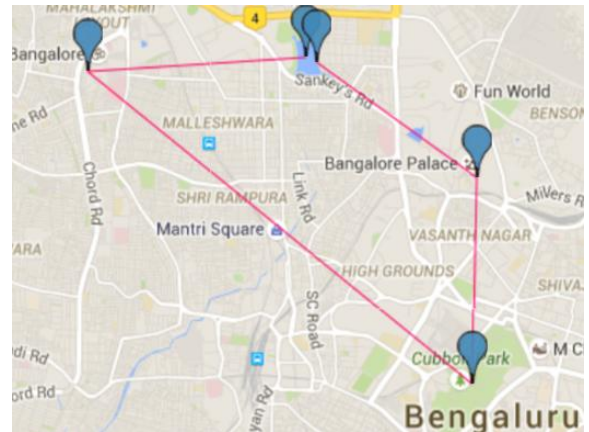 MAHALAKSHMI
LAYOUT
4
Bangalore
Sankey's Rd
Fun World
BENSON
ne Rd
MALLESHWARA
Bangalore Palace
Chord Rd
Link Rd
SHRI RAMPURA
Millers R
Mantri Square
VASANTH NAGAR
ARA
HIGH GROUNDS
SHIVA
SC Road
di Rd
Cubbon Park
M C
ord Rd
yan Rd
Bengaluru